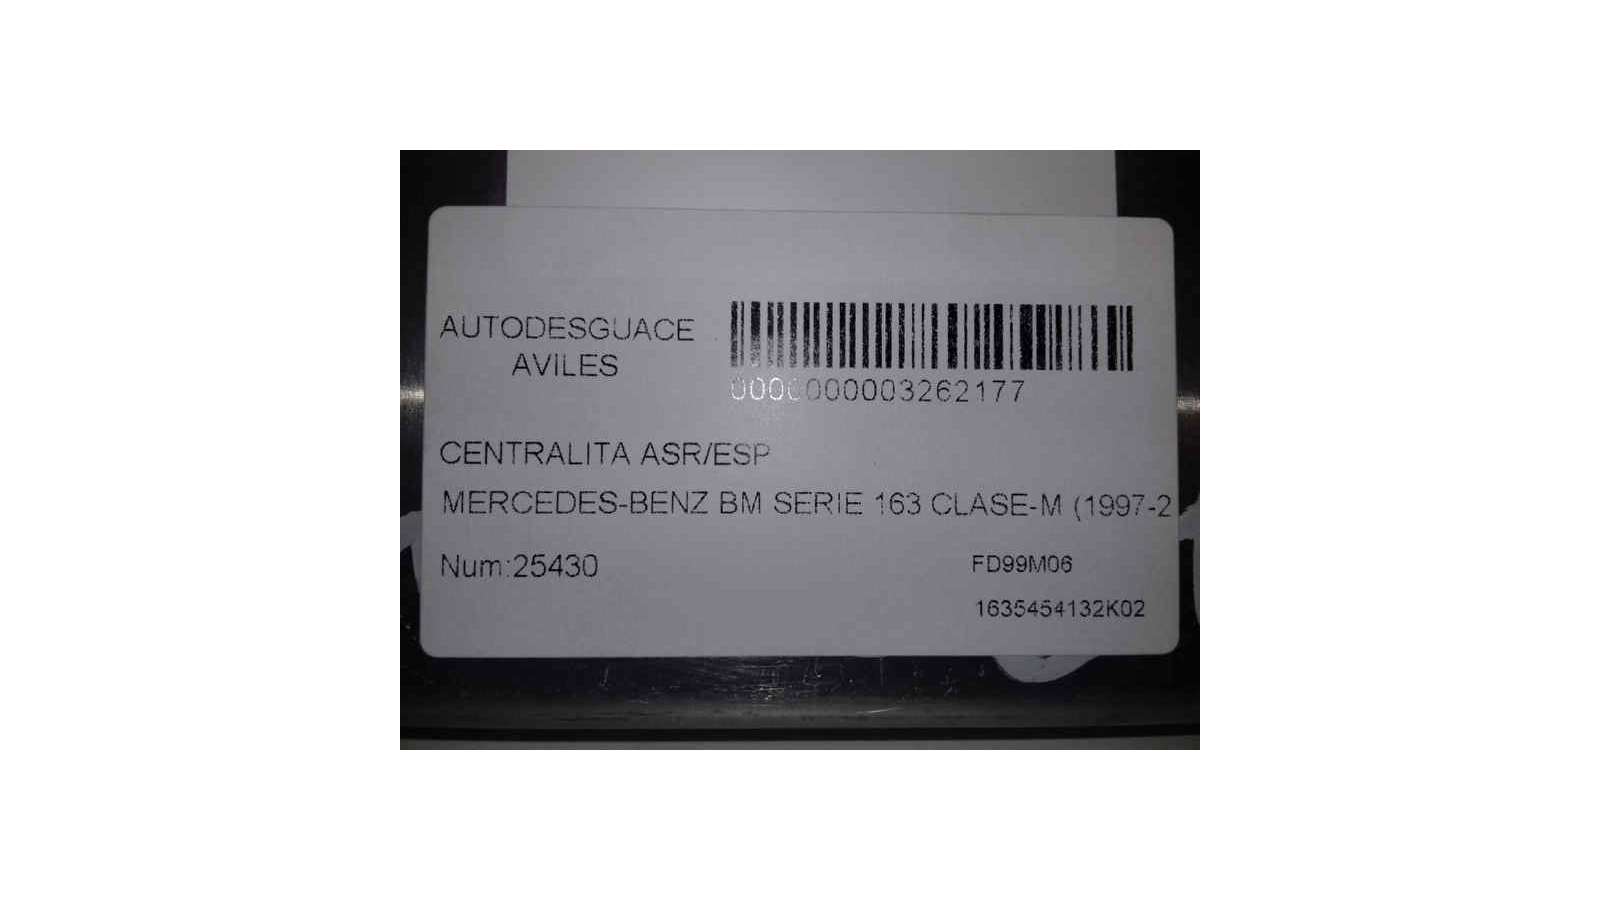 AUTODESGUACE
AVILES
0000000003262177
CENTRALITA ASR/ESP
MERCEDES-BENZ BM SERIE 163 CLASE-M (1997-2
Num:25430
FD99M06
1635454132K02